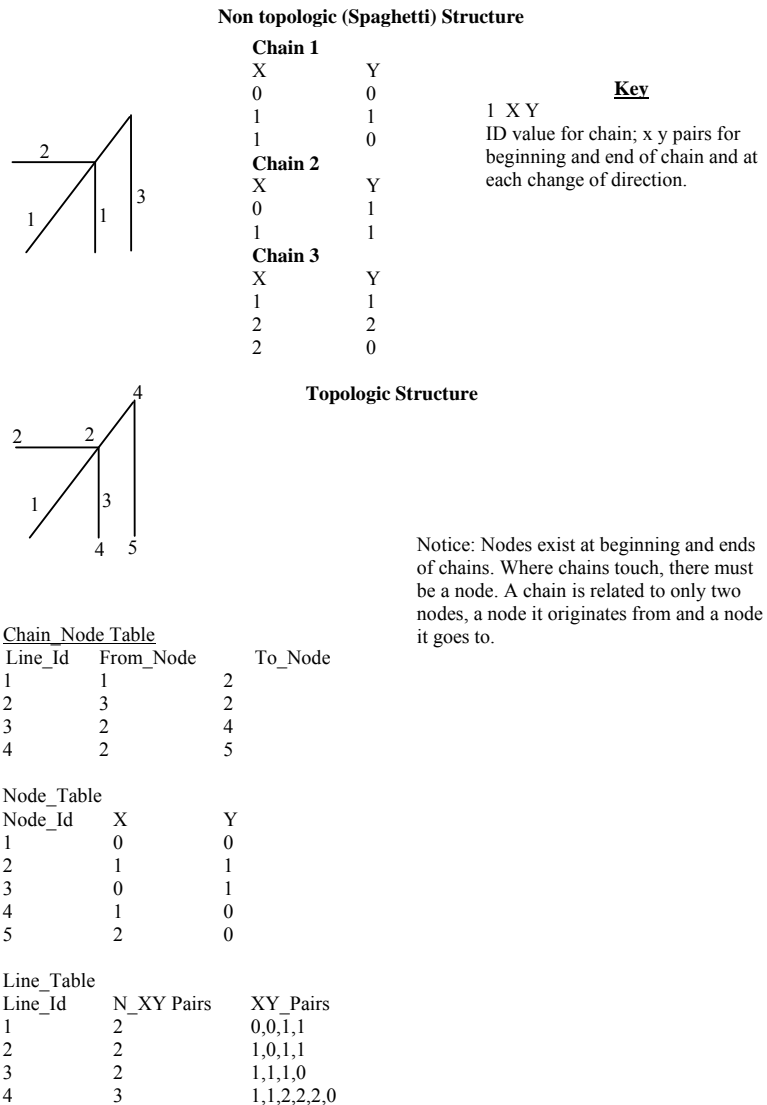 Non topologic (Spaghetti) Structure
Chain 1
X Y
0 0
1 1
1 0
Chain 2
X Y
0 1
1 1
Chain 3
X Y
1 1
2 2
2 0
Key
1 X Y
ID value for chain; x y pairs for
beginning and end of chain and at
each change of direction.
2
3
1
1
Topologic Structure
4
2 2
1
3
4 5
Notice: Nodes exist at beginning and ends
of chains. Where chains touch, there must
be a node. A chain is related to only two
nodes, a node it originates from and a node
it goes to.
Chain_Node Table
Line_Id From_Node To_Node
1 1 2
2 3 2
3 2 4
4 2 5
Node_Table
Node_Id X Y
1 0 0
2 1 1
3 0 1
4 1 0
5 2 0
Line_Table
Line_Id N_XY Pairs XY_Pairs
1 2 0,0,1,1
2 2 1,0,1,1
3 2 1,1,1,0
4 3 1,1,2,2,2,0